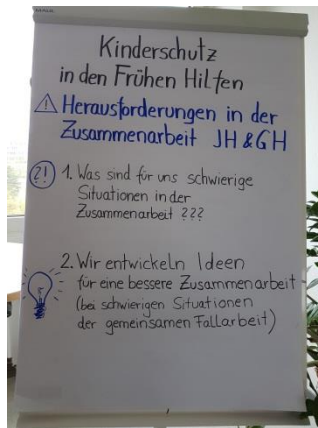 Kinderschutz
in den Frühen Hilfen
Herausforderungen in der
Zusammenarbeit JH & GH
?! 1. Was sind für uns schwierige
Situationen in der
Zusammenarbeit ???
2. Wir entwickeln Ideen
für eine bessere Zusammenarbeit
(bei schwierigen Situationen
der gemeinsamen Fallarbeit)